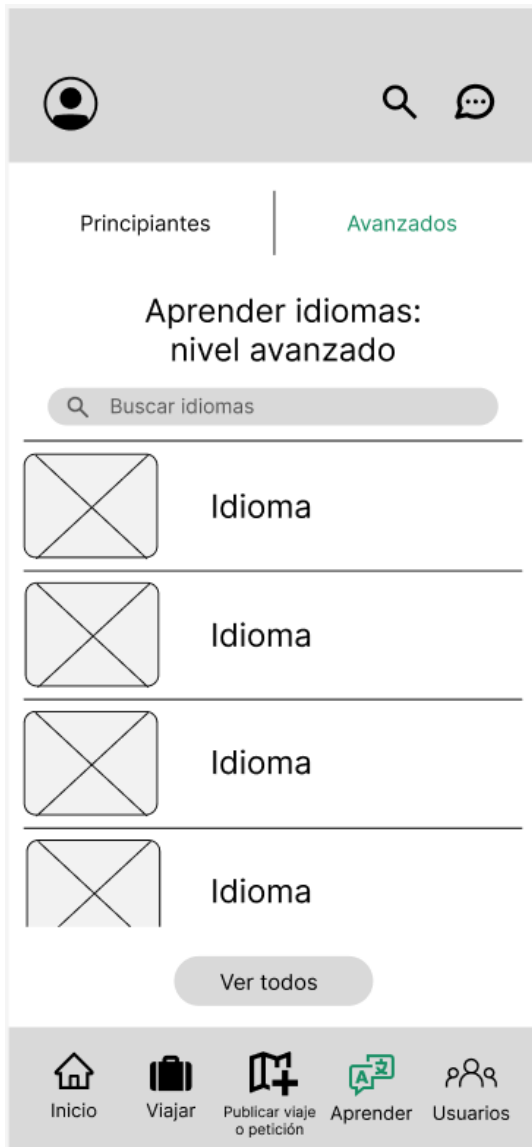 Principiantes
Avanzados
Aprender idiomas:
nivel avanzado
Buscar idiomas
Idioma
Idioma
Idioma
Idioma
Ver todos
Inicio
Viajar
Publicar viaje
o petición
Aprender
Usuarios